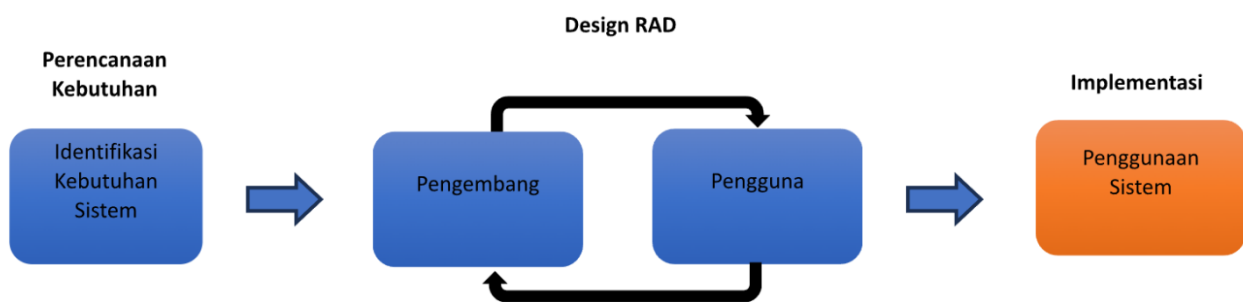 Design RAD
Perencanaan
Kebutuhan
Implementasi
Identifikasi
Kebutuhan
Sistem
Pengembang
Pengguna
Penggunaan
Sistem